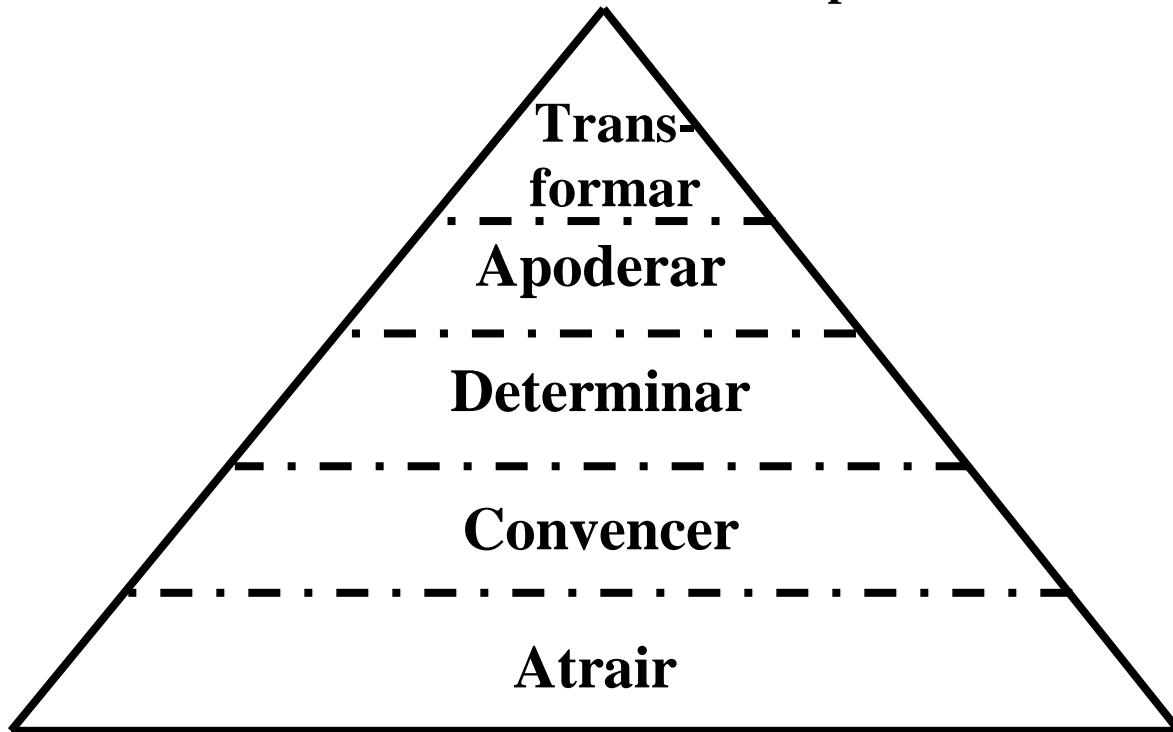 Trans-
formar
Apoderar
Determinar
Convencer
Atrair